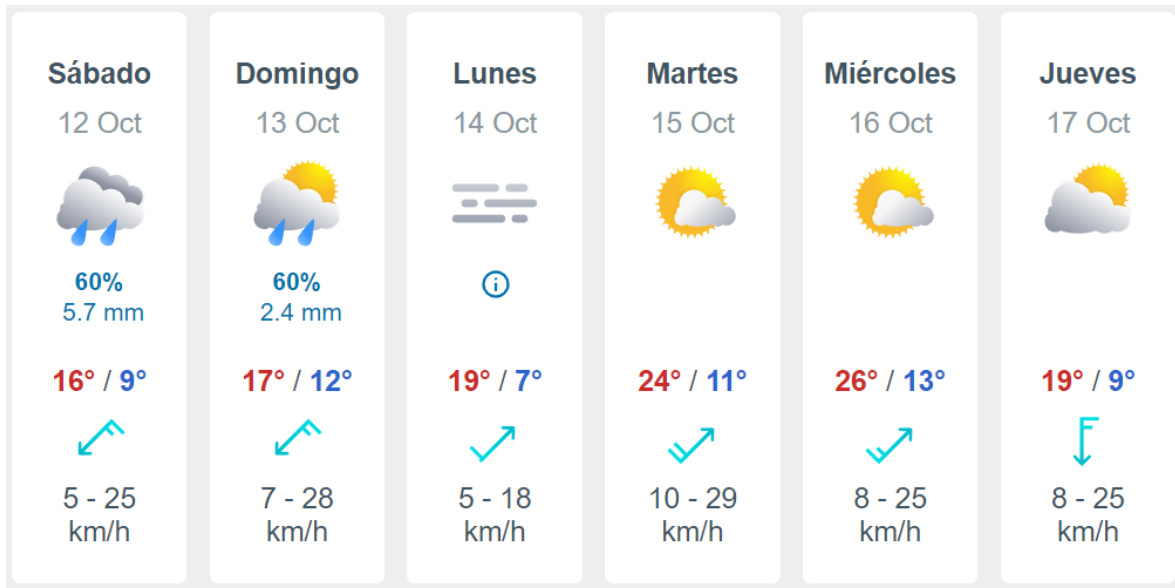 Sábado
12 Oct
60%
5.7 mm
16° / 9°
5 - 25
km/h
Domingo
13 Oct
60%
2.4 mm
17° / 12°
7 - 28
km/h
Lunes
14 Oct
19° / 7°
5 - 18
km/h
Martes
15 Oct
24° / 11°
10 - 29
km/h
Miércoles
16 Oct
26° / 13°
8 - 25
km/h
Jueves
17 Oct
19° / 9°
8 - 25
km/h